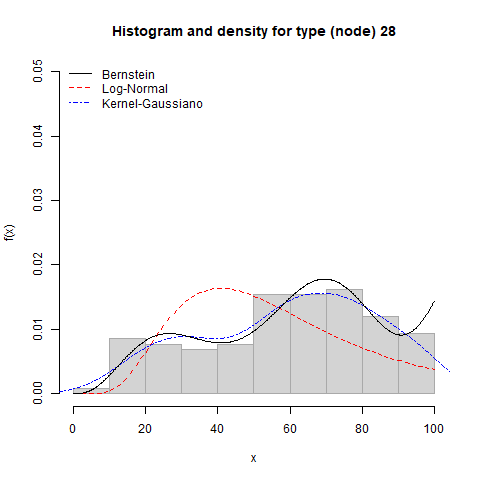 Histogram and density for type (node) 28
Bernstein
Log-Normal
Kernel-Gaussiano
f(x)
0.05
0.04
0.03
0.02
0.01
0.00
0 20 40 60 80 100
x